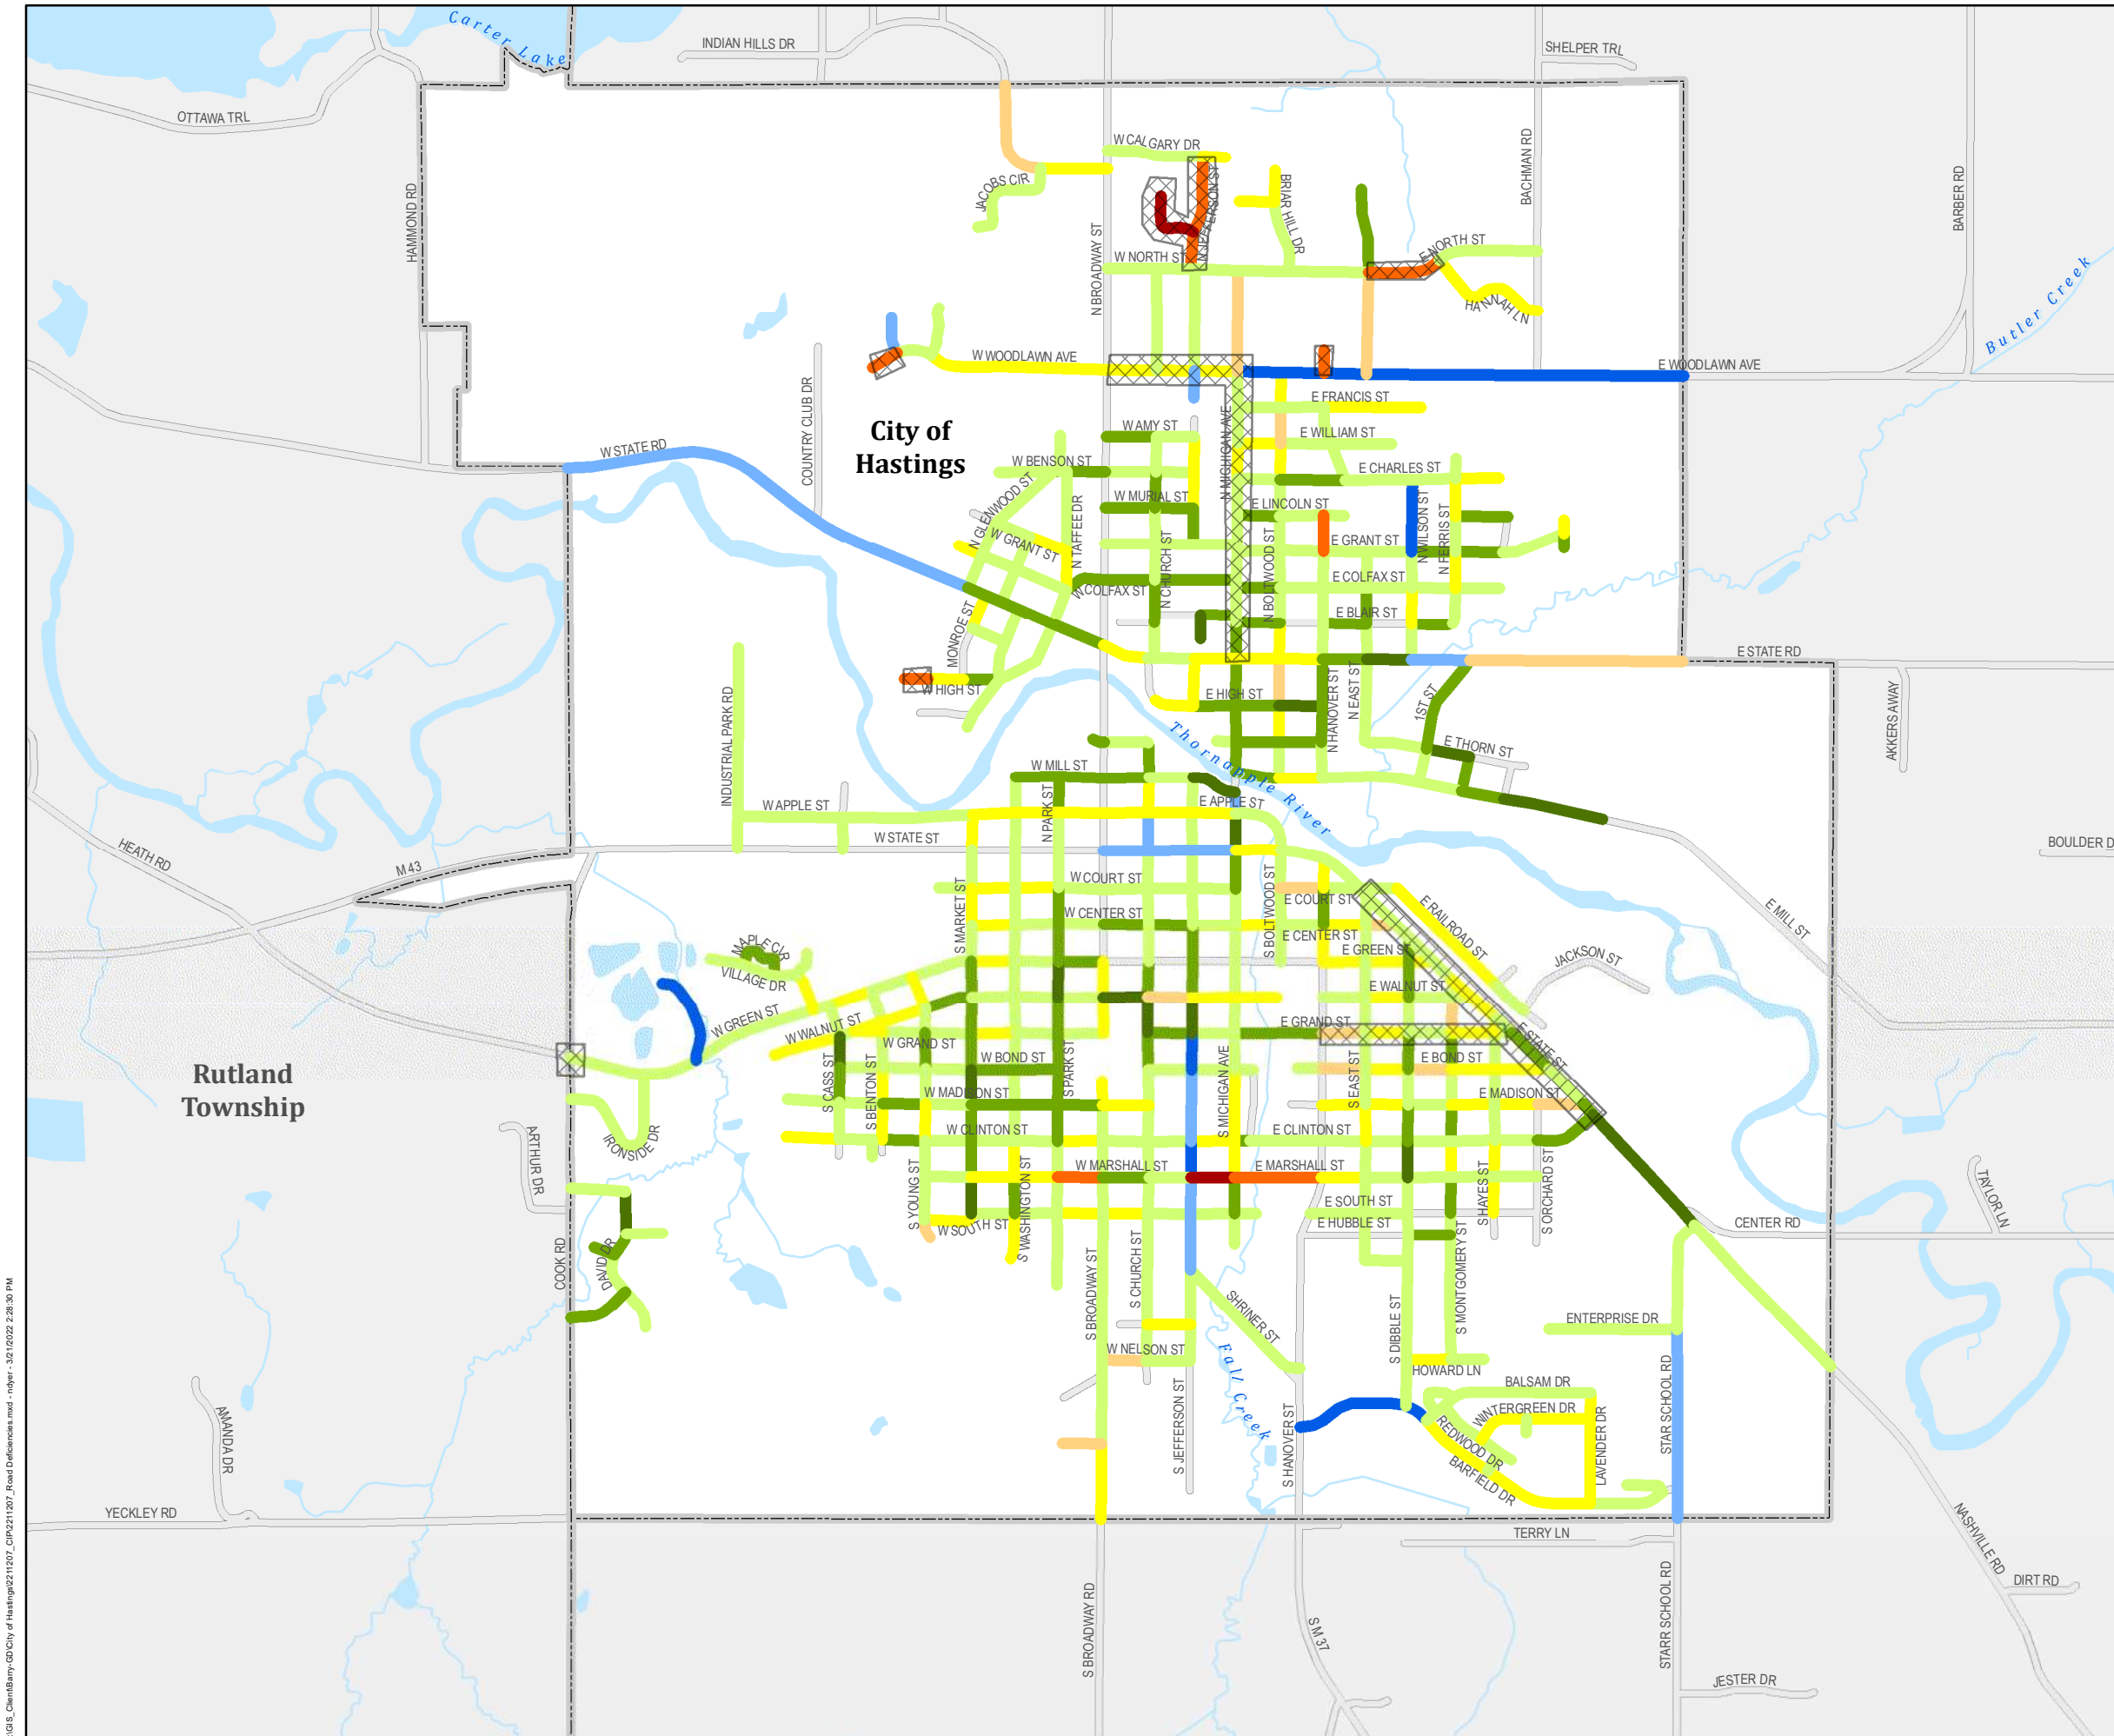 Carter Lake
INDIAN HILLS DR
SHELPER TRL
OTTAWA TRL
HAMMOND RD
W CALGARY DR
JACOBS CIR
N JEFFERSON ST
BRIAR HILL DR
BACHMAN RD
BARBER RD
N BROADWAY ST
W NORTH ST
E NORTH ST
HANNAH LN
Butler Creek
W WOODLAWN AVE
E WOODLAWN AVE
COUNTRY CLUB DR
City of
Hastings
E FRANCIS ST
W STATE RD
W AMY ST
N MICHIGAN AVE
E WILLIAM ST
W BENSON ST
E CHARLES ST
N GLENWOOD ST
W MURIAL ST
E LINCOLN ST
N WILSON ST
N FERRIS ST
N TAFFEE DR
W GRANT ST
E GRANT ST
N CHURCH ST
N BOLTWOOD ST
W COLFAX ST
E COLFAX ST
MONROE ST
E BLAIR ST
E STATE RD
W HIGH ST
E HIGH ST
N HANOVER ST
N EAST ST
1ST ST
AKKERS WAY
INDUSTRIAL PARK RD
Thornapple River
E THORN ST
W MILL ST
W APPLE ST
N PARK ST
E APPLE ST
W STATE ST
HEATH RD
M 43
BOULDER D
W COURT ST
S MARKET ST
S BOLTWOOD ST
E COURT ST
E RAILROAD ST
E MILL ST
W CENTER ST
E CENTER ST
MAPLE CIR
VILLAGE DR
E GREEN ST
JACKSON ST
W GREEN ST
W WALNUT ST
E WALNUT ST
E GRAND ST
E STATE ST
W GRAND ST
W BOND ST
E BOND ST
Rutland
Township
S CASS ST
S BENTON ST
S PARK ST
W MADISON ST
S MICHIGAN AVE
S EAST ST
E MADISON ST
ARTHUR DR
IRONSIDE DR
W CLINTON ST
E CLINTON ST
W MARSHALL ST
E MARSHALL ST
S YOUNG ST
S WASHINGTON ST
S HAYES ST
S ORCHARD ST
TAYLOR LN
W SOUTH ST
E SOUTH ST
E HUBBLE ST
CENTER RD
COOK RD
DAVID DR
S BROADWAY ST
S CHURCH ST
SHRINER ST
S DIBBLE ST
S MONTGOMERY ST
ENTERPRISE DR
W NELSON ST
Fall Creek
HOWARD LN
STAR SCHOOL RD
BALSAM DR
S JEFFERSON ST
S HANOVER ST
WINTERGREEN DR
REDWOOD DR
LAVENDER DR
BARFIELD DR
AMANDA DR
YECKLEY RD
TERRY LN
NASHVILLE RD
DIRT RD
S BROADWAY RD
S M 37
STARR SCHOOL RD
JESTER DR